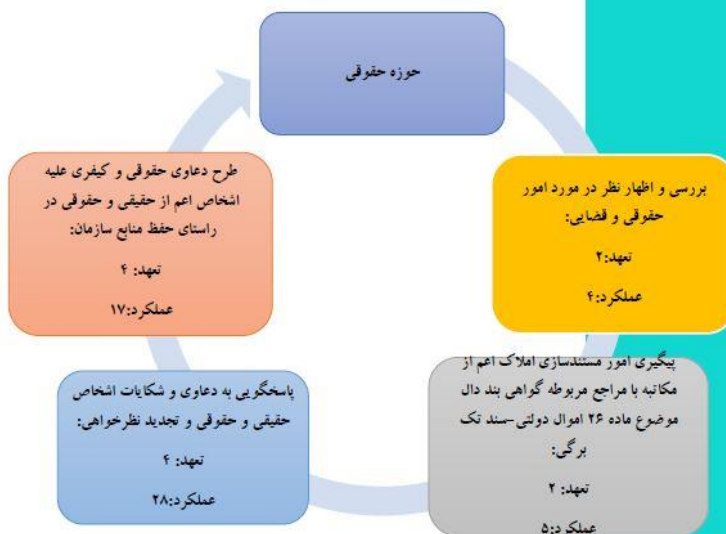 حوزه حقوقی
بررسی و اظهار نظر در مورد امور
حقوقی و قضایی:
تعهد:۲
عملکرد:۴
پیگیری امور مستندسازی املاک اعم از
مکاتبه با مراجع مربوطه گواهی بند دال
موضوع ماده ۲۶ اموال دولتی-سند تک
برگی:
تعهد: ۲
عملکرد:۵
پاسخگویی به دعاوی و شکایات اشخاص
حقیقی و حقوقی و تجدید نظرخواهی:
تعهد: ۴
عملکرد:۲۸
طرح دعاوی حقوقی و کیفری علیه
اشخاص اعم از حقیقی و حقوقی در
راستای حفظ منابع سازمان:
تعهد: ۴
عملکرد:۱۷